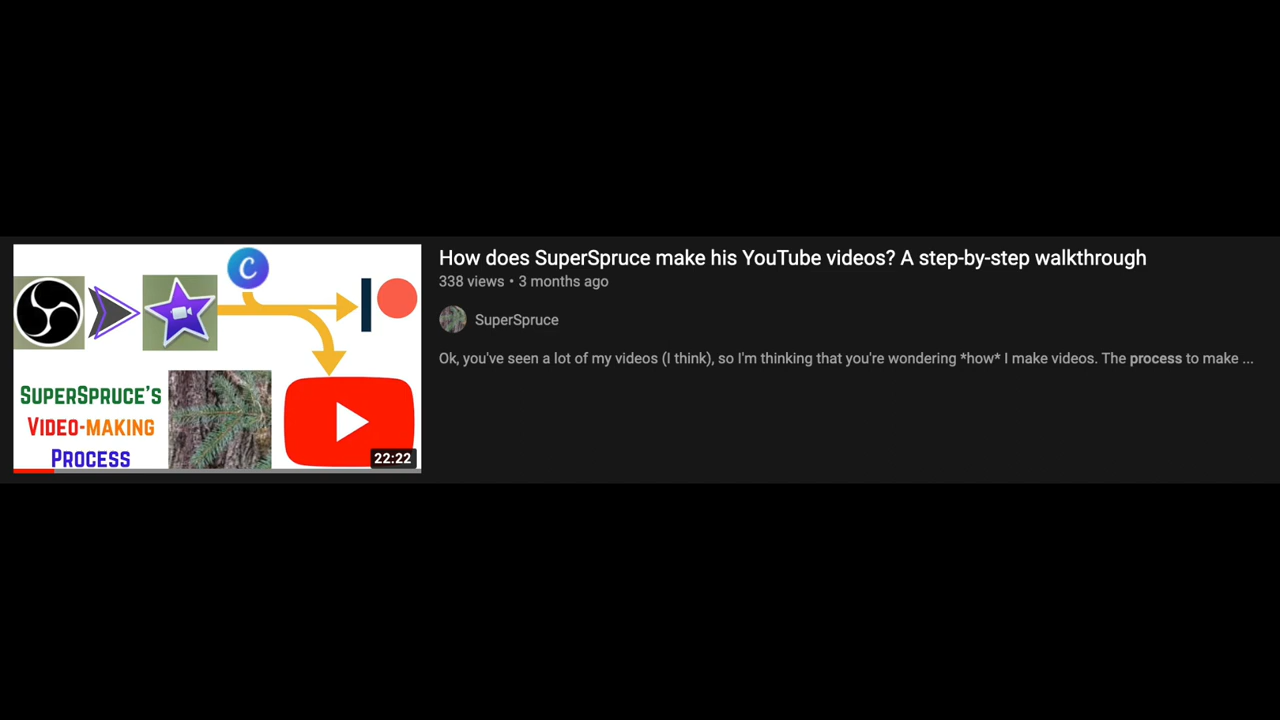 How does SuperSpruce make his YouTube videos? A step-by-step walkthrough
338 views • 3 months ago
SuperSpruce
Ok, you've seen a lot of my videos (I think), so I'm thinking that you're wondering *how* I make videos. The process to make ...
C
SuperSpruce's
Video-making
Process
22:22